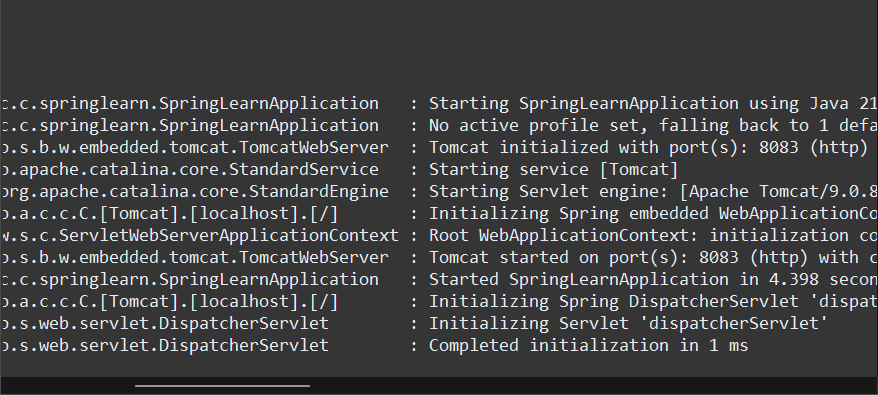 c.c.springlearn.SpringLearnApplication : Starting SpringLearnApplication using Java 21
c.c.springlearn.SpringLearnApplication : No active profile set, falling back to 1 defa
o.s.b.w.embedded.tomcat.TomcatWebServer : Tomcat initialized with port(s): 8083 (http)
o.apache.catalina.core.StandardService : Starting service [Tomcat]
org.apache.catalina.core.StandardEngine : Starting Servlet engine: [Apache Tomcat/9.0.8
o.a.c.c.C.[Tomcat].[localhost].[/] : Initializing Spring embedded WebApplicationCo
w.s.c.ServletWebServerApplicationContext : Root WebApplicationContext: initialization co
o.s.b.w.embedded.tomcat.TomcatWebServer : Tomcat started on port(s): 8083 (http) with c
c.c.springlearn.SpringLearnApplication : Started SpringLearnApplication in 4.398 secon
o.a.c.c.C.[Tomcat].[localhost].[/] : Initializing Spring DispatcherServlet 'dispat
o.s.web.servlet.DispatcherServlet : Initializing Servlet 'dispatcherServlet'
o.s.web.servlet.DispatcherServlet : Completed initialization in 1 ms